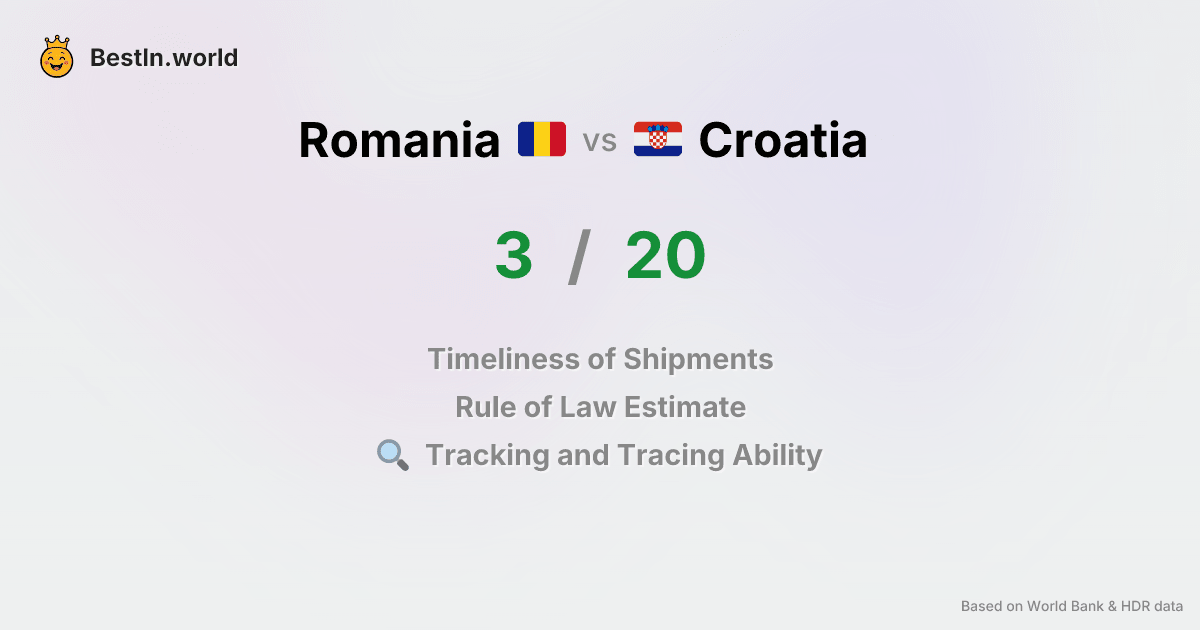 BestIn.world
Romania vs Croatia
3 / 20
Timeliness of Shipments
Rule of Law Estimate
Tracking and Tracing Ability
Based on World Bank & HDR data